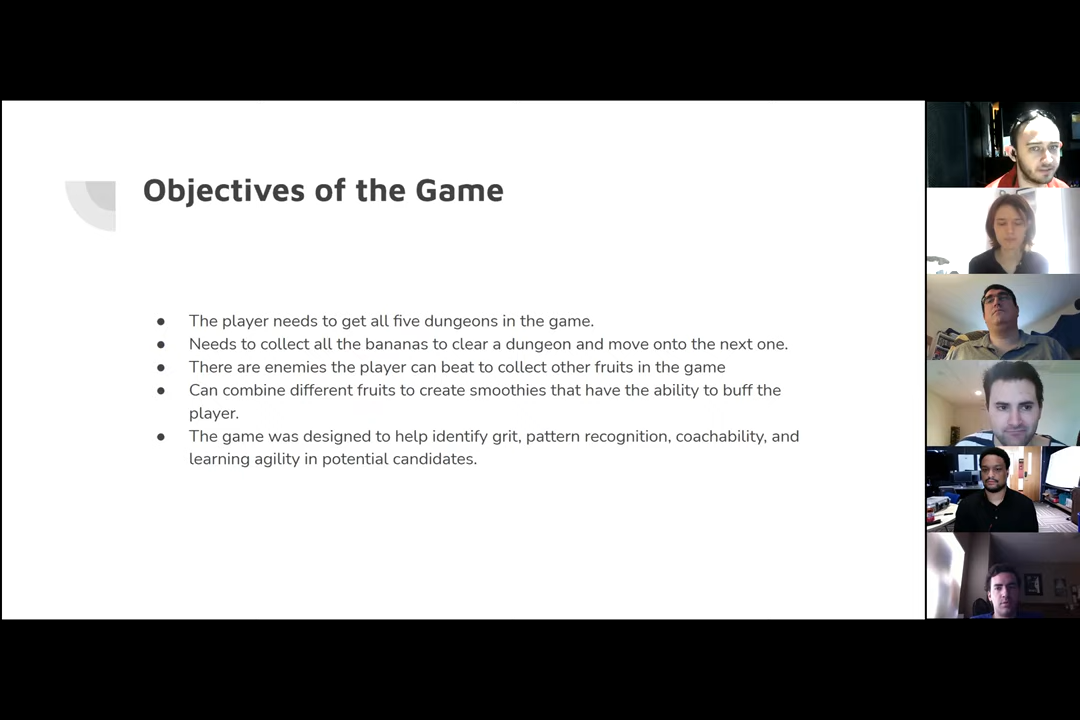 Objectives of the Game
● The player needs to get all five dungeons in the game.
● Needs to collect all the bananas to clear a dungeon and move onto the next one.
● There are enemies the player can beat to collect other fruits in the game
● Can combine different fruits to create smoothies that have the ability to buff the
player.
● The game was designed to help identify grit, pattern recognition, coachability, and
learning agility in potential candidates.